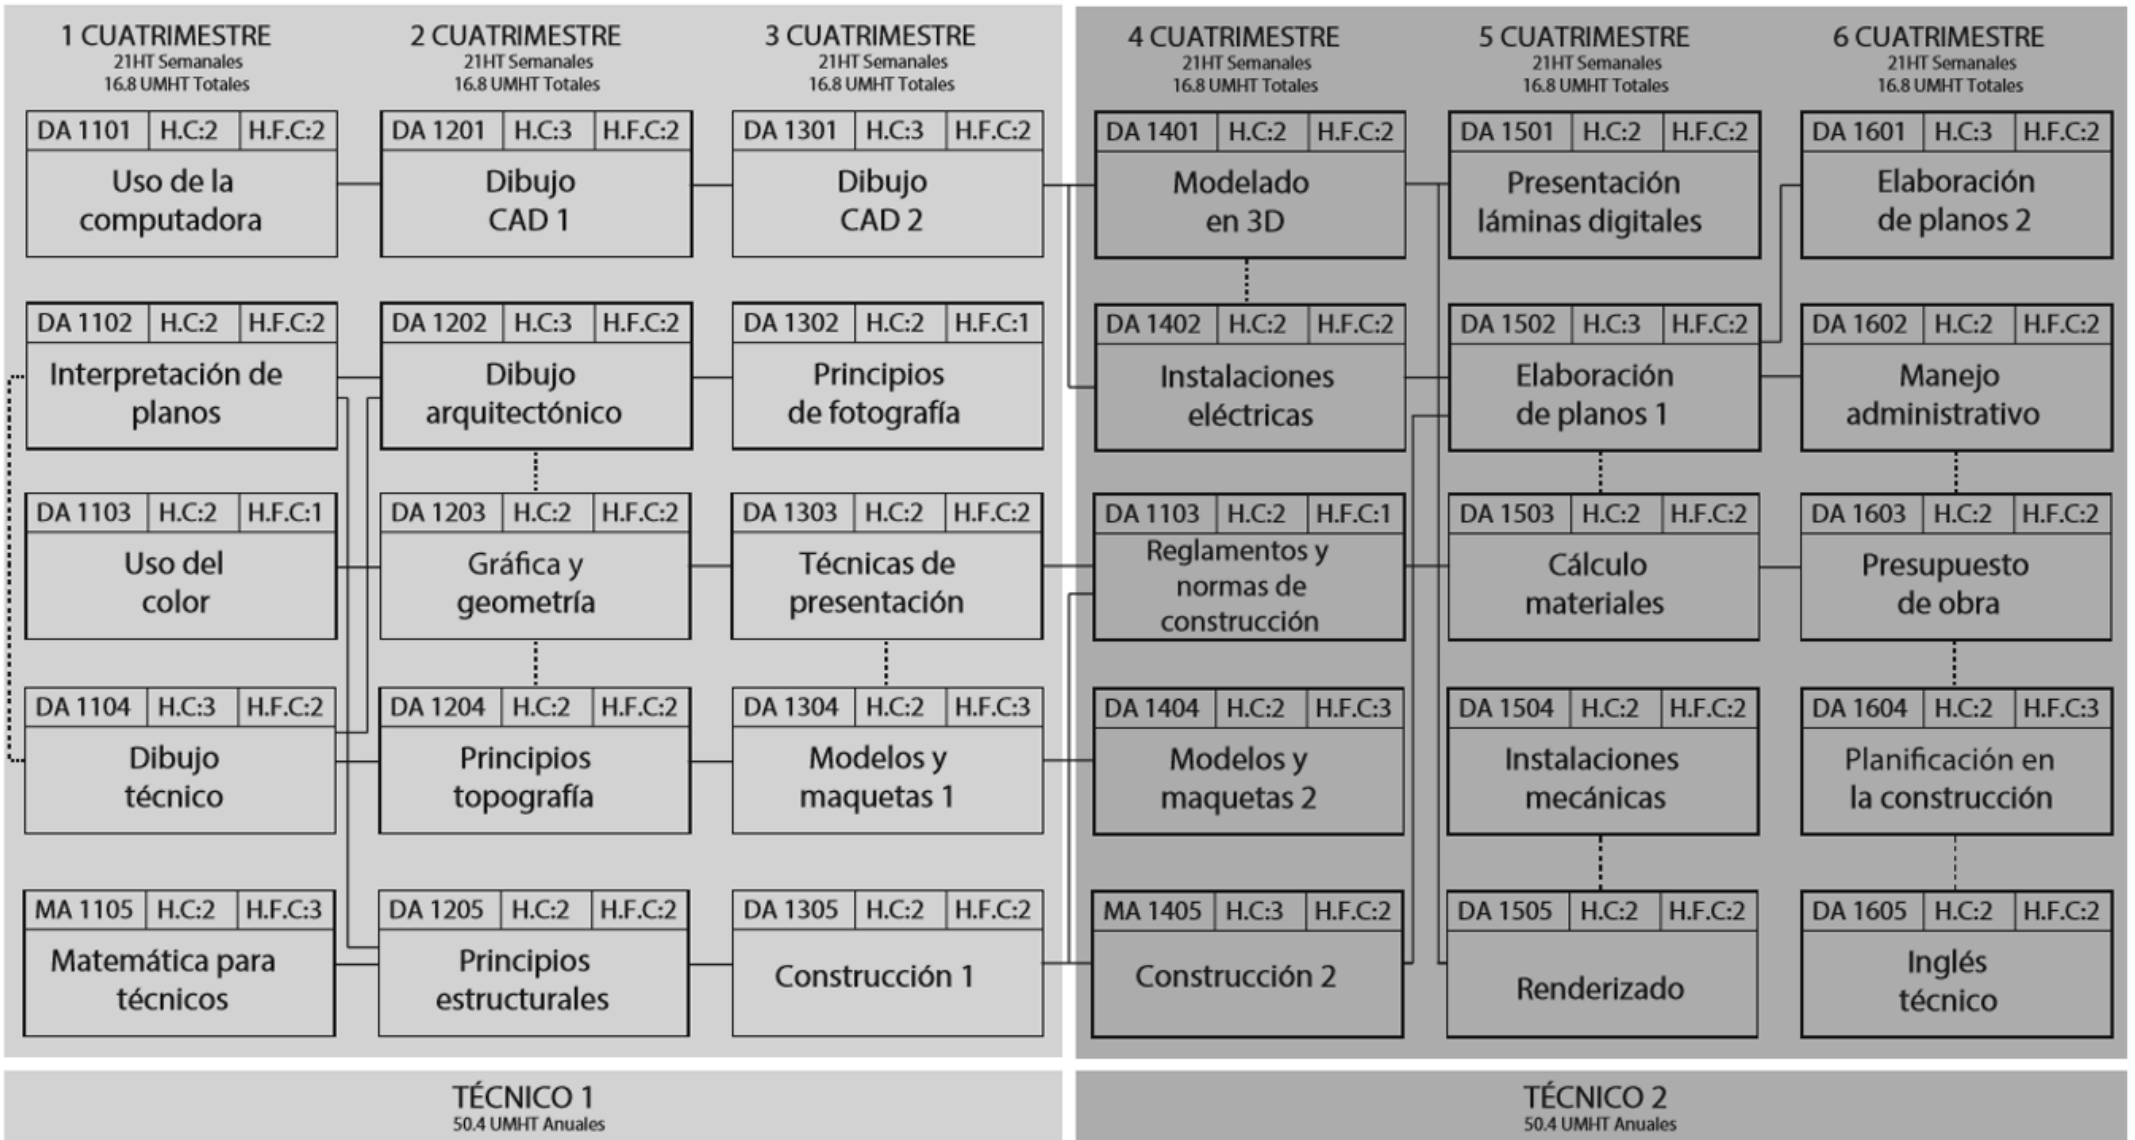 1 CUATRIMESTRE
21HT Semanales
16.8 UMHT Totales
DA 1101 H.C:2 H.F.C:2
Uso de la
computadora
DA 1102 H.C:2 H.F.C:2
Interpretación de
planos
DA 1103 H.C:2 H.F.C:1
Uso del
color
DA 1104 H.C:3 H.F.C:2
Dibujo
técnico
MA 1105 H.C:2 H.F.C:3
Matemática para
técnicos
2 CUATRIMESTRE
21HT Semanales
16.8 UMHT Totales
DA 1201 H.C:3 H.F.C:2
Dibujo
CAD 1
DA 1202 H.C:3 H.F.C:2
Dibujo
arquitectónico
DA 1203 H.C:2 H.F.C:2
Gráfica y
geometría
DA 1204 H.C:2 H.F.C:2
Principios
topografía
DA 1205 H.C:2 H.F.C:2
Principios
estructurales
3 CUATRIMESTRE
21HT Semanales
16.8 UMHT Totales
DA 1301 H.C:3 H.F.C:2
Dibujo
CAD 2
DA 1302 H.C:2 H.F.C:1
Principios
de fotografía
DA 1303 H.C:2 H.F.C:2
Técnicas de
presentación
DA 1304 H.C:2 H.F.C:3
Modelos y
maquetas 1
DA 1305 H.C:2 H.F.C:2
Construcción 1
TÉCNICO 1
50.4 UMHT Anuales
4 CUATRIMESTRE
21HT Semanales
16.8 UMHT Totales
DA 1401 H.C:2 H.F.C:2
Modelado
en 3D
DA 1402 H.C:2 H.F.C:2
Instalaciones
eléctricas
DA 1103 H.C:2 H.F.C:1
Reglamentos y
normas de
construcción
DA 1404 H.C:2 H.F.C:3
Modelos y
maquetas 2
MA 1405 H.C:3 H.F.C:2
Construcción 2
5 CUATRIMESTRE
21HT Semanales
16.8 UMHT Totales
DA 1501 H.C:2 H.F.C:2
Presentación
láminas digitales
DA 1502 H.C:3 H.F.C:2
Elaboración
de planos 1
DA 1503 H.C:2 H.F.C:2
Cálculo
materiales
DA 1504 H.C:2 H.F.C:2
Instalaciones
mecánicas
DA 1505 H.C:2 H.F.C:2
Renderizado
6 CUATRIMESTRE
21HT Semanales
16.8 UMHT Totales
DA 1601 H.C:3 H.F.C:2
Elaboración
de planos 2
DA 1602 H.C:2 H.F.C:2
Manejo
administrativo
DA 1603 H.C:2 H.F.C:2
Presupuesto
de obra
DA 1604 H.C:2 H.F.C:3
Planificación en
la construcción
DA 1605 H.C:2 H.F.C:2
Inglés
técnico
TÉCNICO 2
50.4 UMHT Anuales